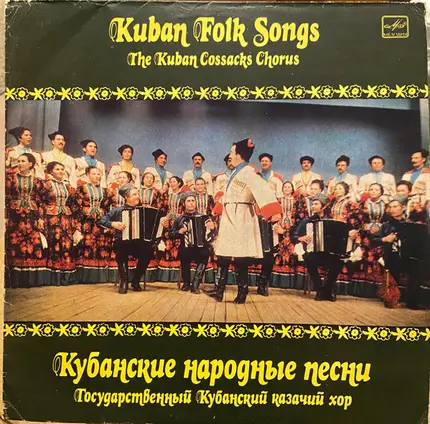 Kuban Folk Songs
The Kuban Cossacks Chorus
Кубанские народные песни
Государственный Кубанский казачий хор